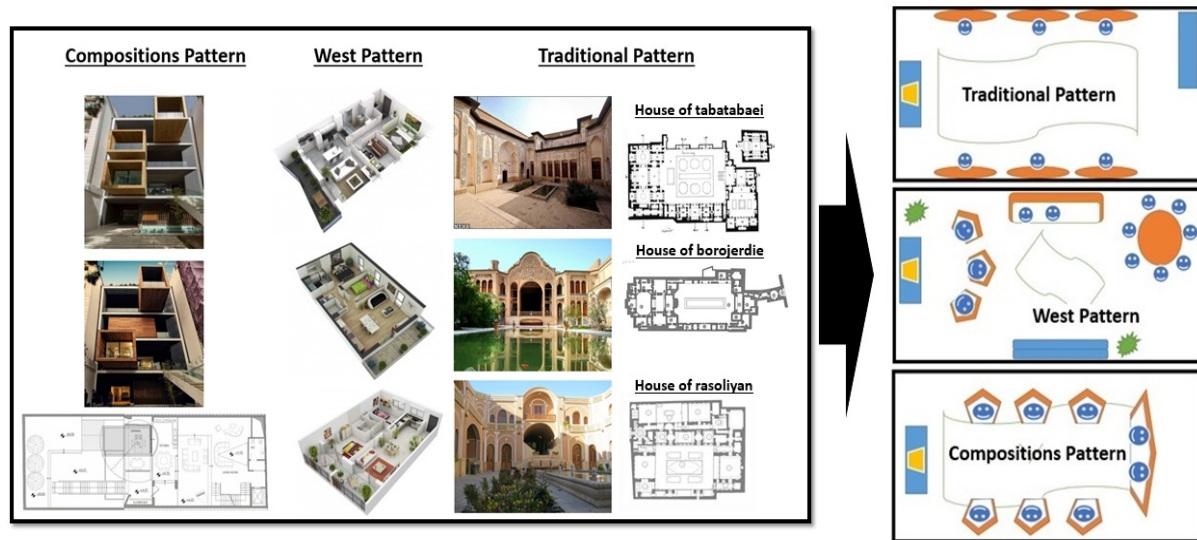 Compositions Pattern
West Pattern
Traditional Pattern
House of tabatabaei
House of borojerdie
House of rasoliyan
Traditional Pattern
West Pattern
Compositions Pattern